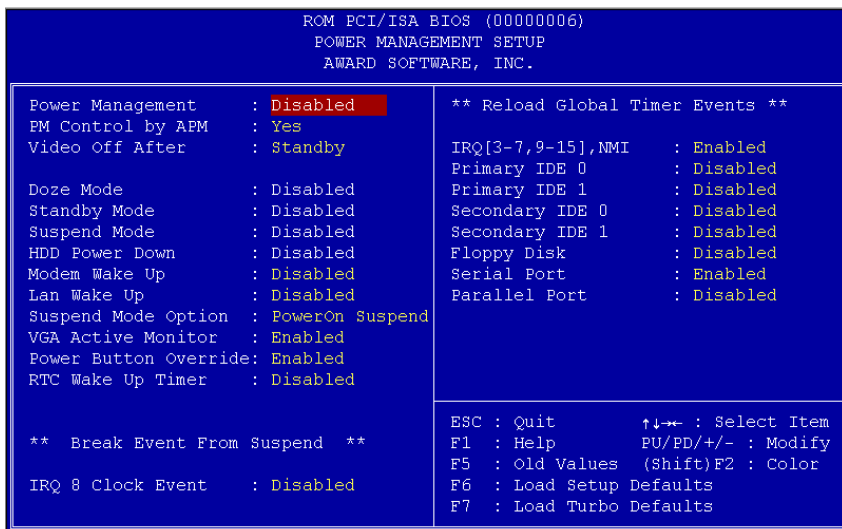 ROM PCI/ISA BIOS (00000006)
POWER MANAGEMENT SETUP
AWARD SOFTWARE, INC.
Power Management : Disabled
PM Control by APM : Yes
Video Off After : Standby
Doze Mode : Disabled
Standby Mode : Disabled
Suspend Mode : Disabled
HDD Power Down : Disabled
Modem Wake Up : Disabled
Lan Wake Up : Disabled
Suspend Mode Option : PowerOn Suspend
VGA Active Monitor : Enabled
Power Button Override: Enabled
RTC Wake Up Timer : Disabled
** Break Event From Suspend **
IRQ 8 Clock Event : Disabled
** Reload Global Timer Events **
IRQ[3-7,9-15],NMI : Enabled
Primary IDE 0 : Disabled
Primary IDE 1 : Disabled
Secondary IDE 0 : Disabled
Secondary IDE 1 : Disabled
Floppy Disk : Disabled
Serial Port : Enabled
Parallel Port : Disabled
ESC : Quit ↑↓→← : Select Item
F1 : Help PU/PD/+/- : Modify
F5 : Old Values (Shift)F2 : Color
F6 : Load Setup Defaults
F7 : Load Turbo Defaults